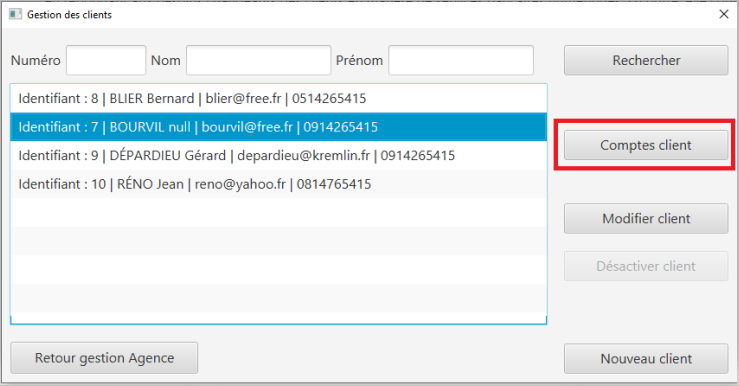 Gestion des clients
Numéro Nom Prénom Rechercher
Identifiant : 8 | BLIER Bernard | blier@free.fr | 0514265415
Identifiant : 7 | BOURVIL null | bourvil@free.fr | 0914265415
Comptes client
Identifiant : 9 | DÉPARDIEU Gérard | depardieu@kremlin.fr | 0914265415
Identifiant : 10 | RÉNO Jean | reno@yahoo.fr | 0814765415
Modifier client
Désactiver client
Retour gestion Agence Nouveau client